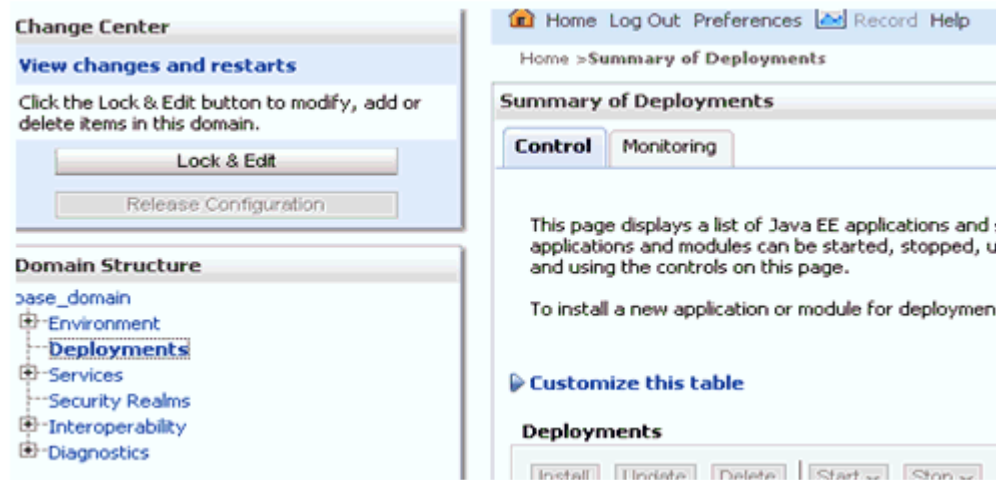 Change Center
View changes and restarts
Click the Lock & Edit button to modify, add or
delete items in this domain.
Lock & Edit
Release Configuration
Domain Structure
base_domain
Environment
Deployments
Services
Security Realms
Interoperability
Diagnostics
Home Log Out Preferences Record Help
Home >Summary of Deployments
Summary of Deployments
Control Monitoring
This page displays a list of Java EE applications and
applications and modules can be started, stopped,
and using the controls on this page.
To install a new application or module for deploymen
Customize this table
Deployments
Install Update Delete Start Stop